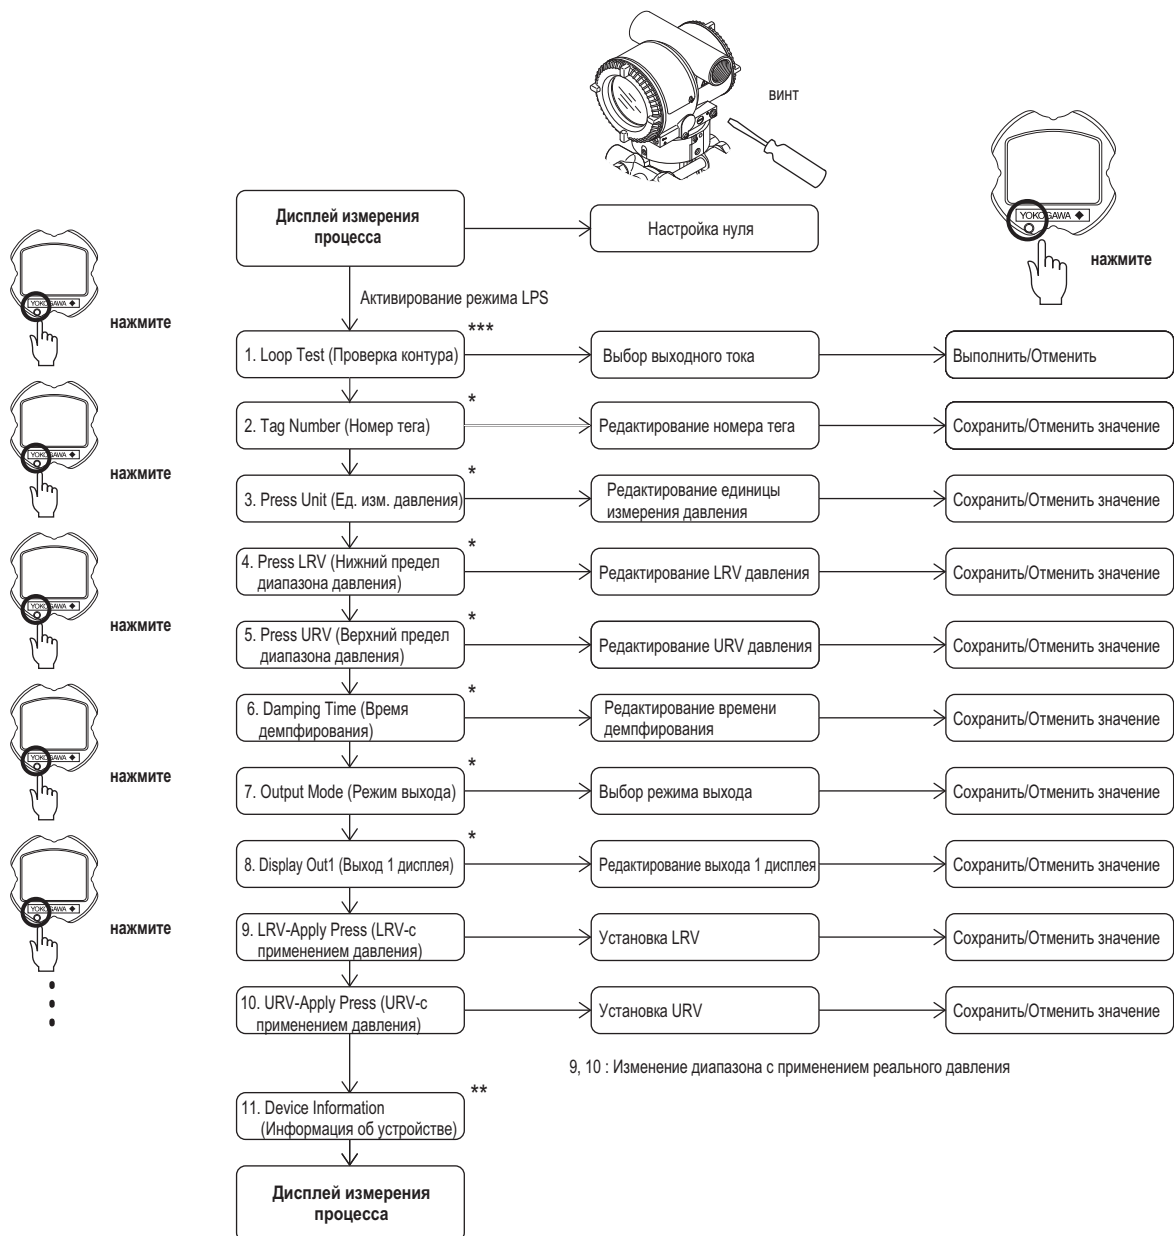 винт
YOKOGAWA ◆
нажмите
Дисплей измерения
процесса
Настройка нуля
Активирование режима LPS
YOKOGAWA ◆
нажмите
1. Loop Test (Проверка контура)
***
Выбор выходного тока
Выполнить/Отменить
YOKOGAWA ◆
нажмите
2. Tag Number (Номер тега)
*
Редактирование номера тега
Сохранить/Отменить значение
3. Press Unit (Ед. изм. давления)
*
Редактирование единицы
измерения давления
Сохранить/Отменить значение
YOKOGAWA ◆
нажмите
4. Press LRV (Нижний предел
диапазона давления)
*
Редактирование LRV давления
Сохранить/Отменить значение
5. Press URV (Верхний предел
диапазона давления)
*
Редактирование URV давления
Сохранить/Отменить значение
YOKOGAWA ◆
нажмите
6. Damping Time (Время
демпфирования)
*
Редактирование времени
демпфирования
Сохранить/Отменить значение
7. Output Mode (Режим выхода)
*
Выбор режима выхода
Сохранить/Отменить значение
YOKOGAWA ◆
нажмите
8. Display Out1 (Выход 1 дисплея)
*
Редактирование выхода 1 дисплея
Сохранить/Отменить значение
9. LRV-Apply Press (LRV-с
применением давления)
Установка LRV
Сохранить/Отменить значение
10. URV-Apply Press (URV-с
применением давления)
Установка URV
Сохранить/Отменить значение
9, 10 : Изменение диапазона с применением реального давления
11. Device Information
(Информация об устройстве)
**
Дисплей измерения
процесса